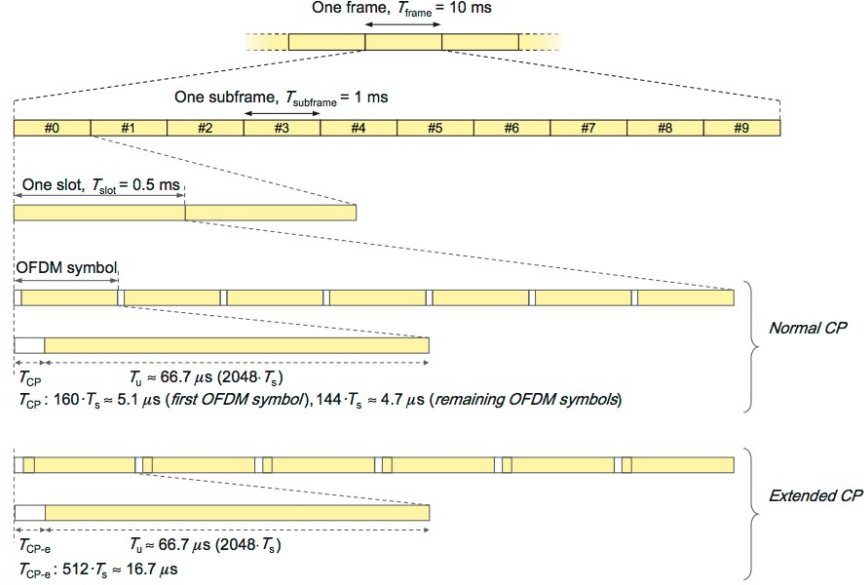 One frame, T_frame = 10 ms
One subframe, T_subframe = 1 ms
#0 #1 #2 #3 #4 #5 #6 #7 #8 #9
One slot, T_slot = 0.5 ms
OFDM symbol
Normal CP
T_CP T_u ≈ 66.7 μs (2048·T_s)
T_CP : 160·T_s ≈ 5.1 μs (first OFDM symbol), 144·T_s ≈ 4.7 μs (remaining OFDM symbols)
Extended CP
T_CP-e T_u ≈ 66.7 μs (2048·T_s)
T_CP-e : 512·T_s ≈ 16.7 μs